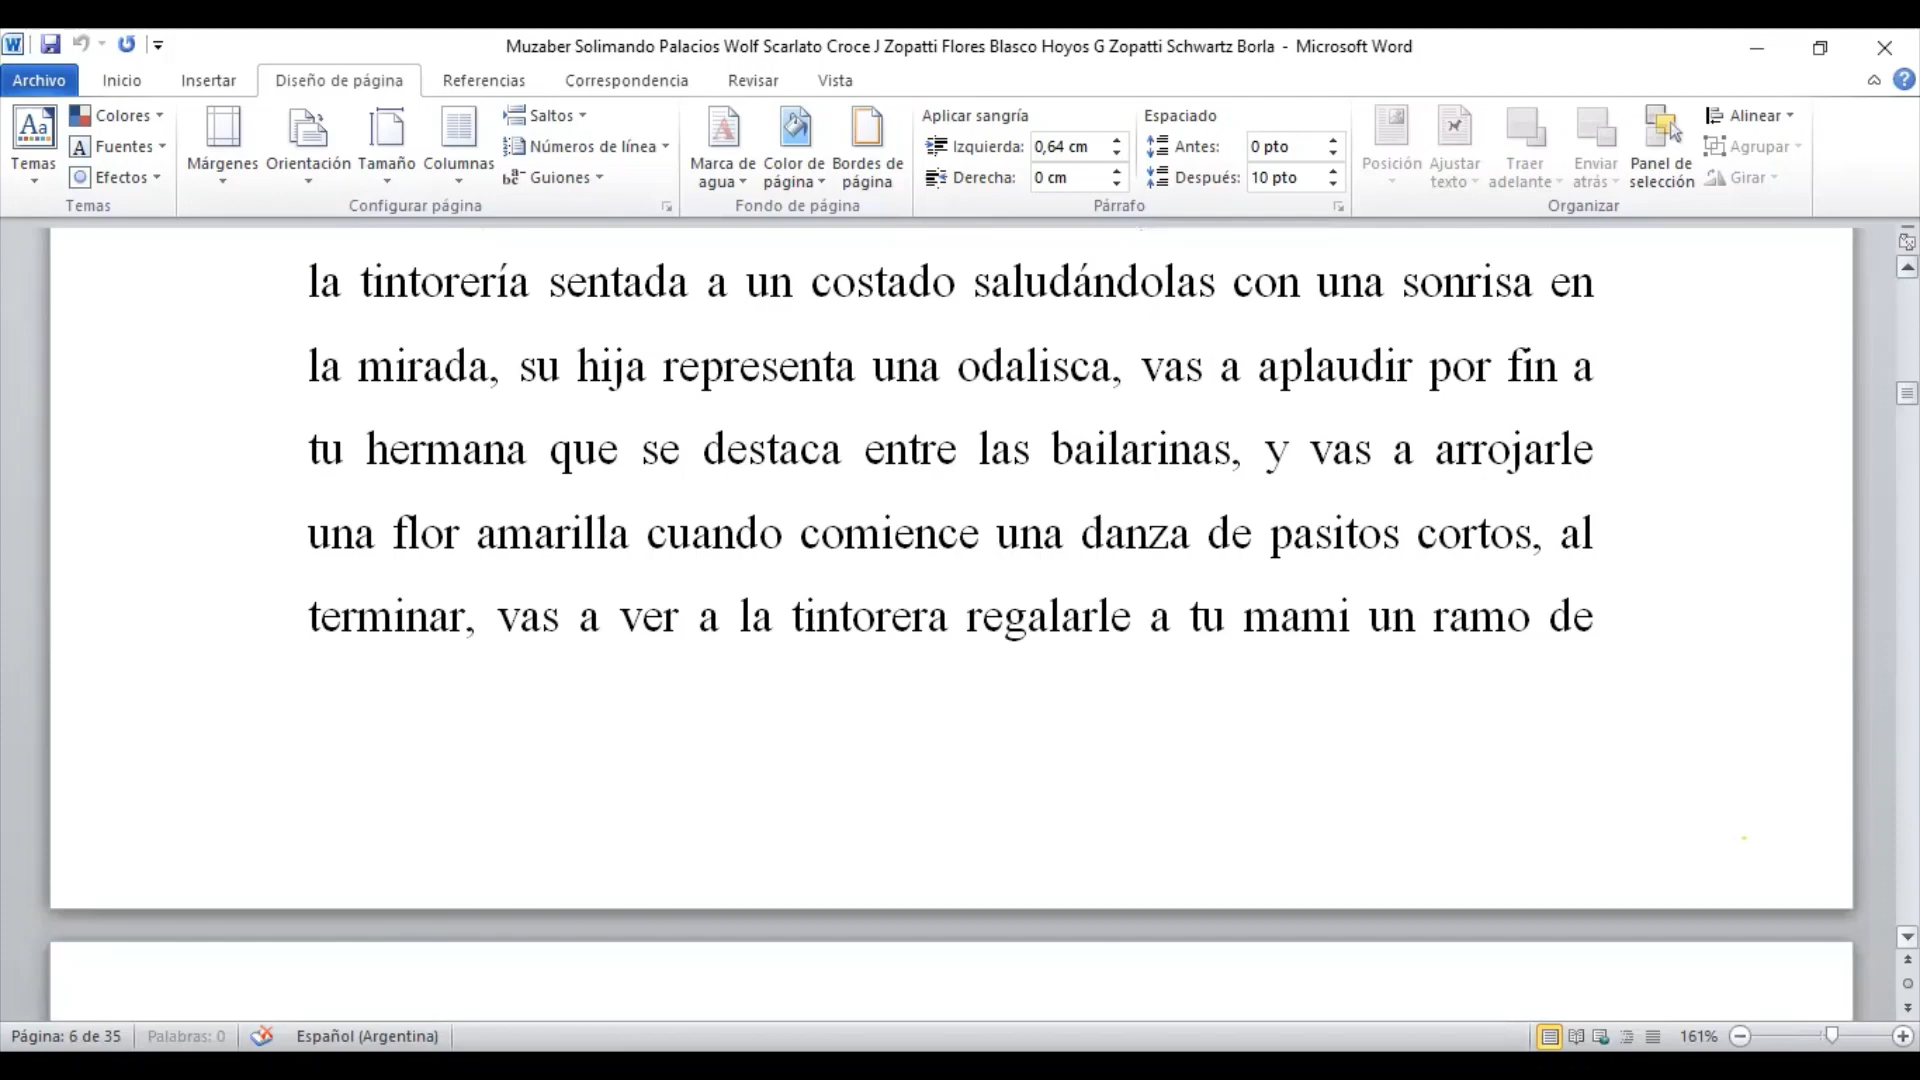 Muzaber Solimando Palacios Wolf Scarlato Croce J Zopatti Flores Blasco Hoyos G Zopatti Schwartz Borla - Microsoft Word
Archivo Inicio Insertar Diseño de página Referencias Correspondencia Revisar Vista
Temas
Colores
Fuentes
Efectos
Temas
Márgenes Orientación Tamaño Columnas
Saltos
Números de línea
Guiones
Configurar página
Marca de agua
Color de página
Bordes de página
Fondo de página
Aplicar sangría
Izquierda: 0,64 cm
Derecha: 0 cm
Espaciado
Antes: 0 pto
Después: 10 pto
Párrafo
Posición
Ajustar texto
Traer adelante
Enviar atrás
Panel de selección
Alinear
Agrupar
Girar
Organizar
la tintorería sentada a un costado saludándolas con una sonrisa en
la mirada, su hija representa una odalisca, vas a aplaudir por fin a
tu hermana que se destaca entre las bailarinas, y vas a arrojarle
una flor amarilla cuando comience una danza de pasitos cortos, al
terminar, vas a ver a la tintorera regalarle a tu mami un ramo de
Página: 6 de 35 Palabras: 0 Español (Argentina) 161%